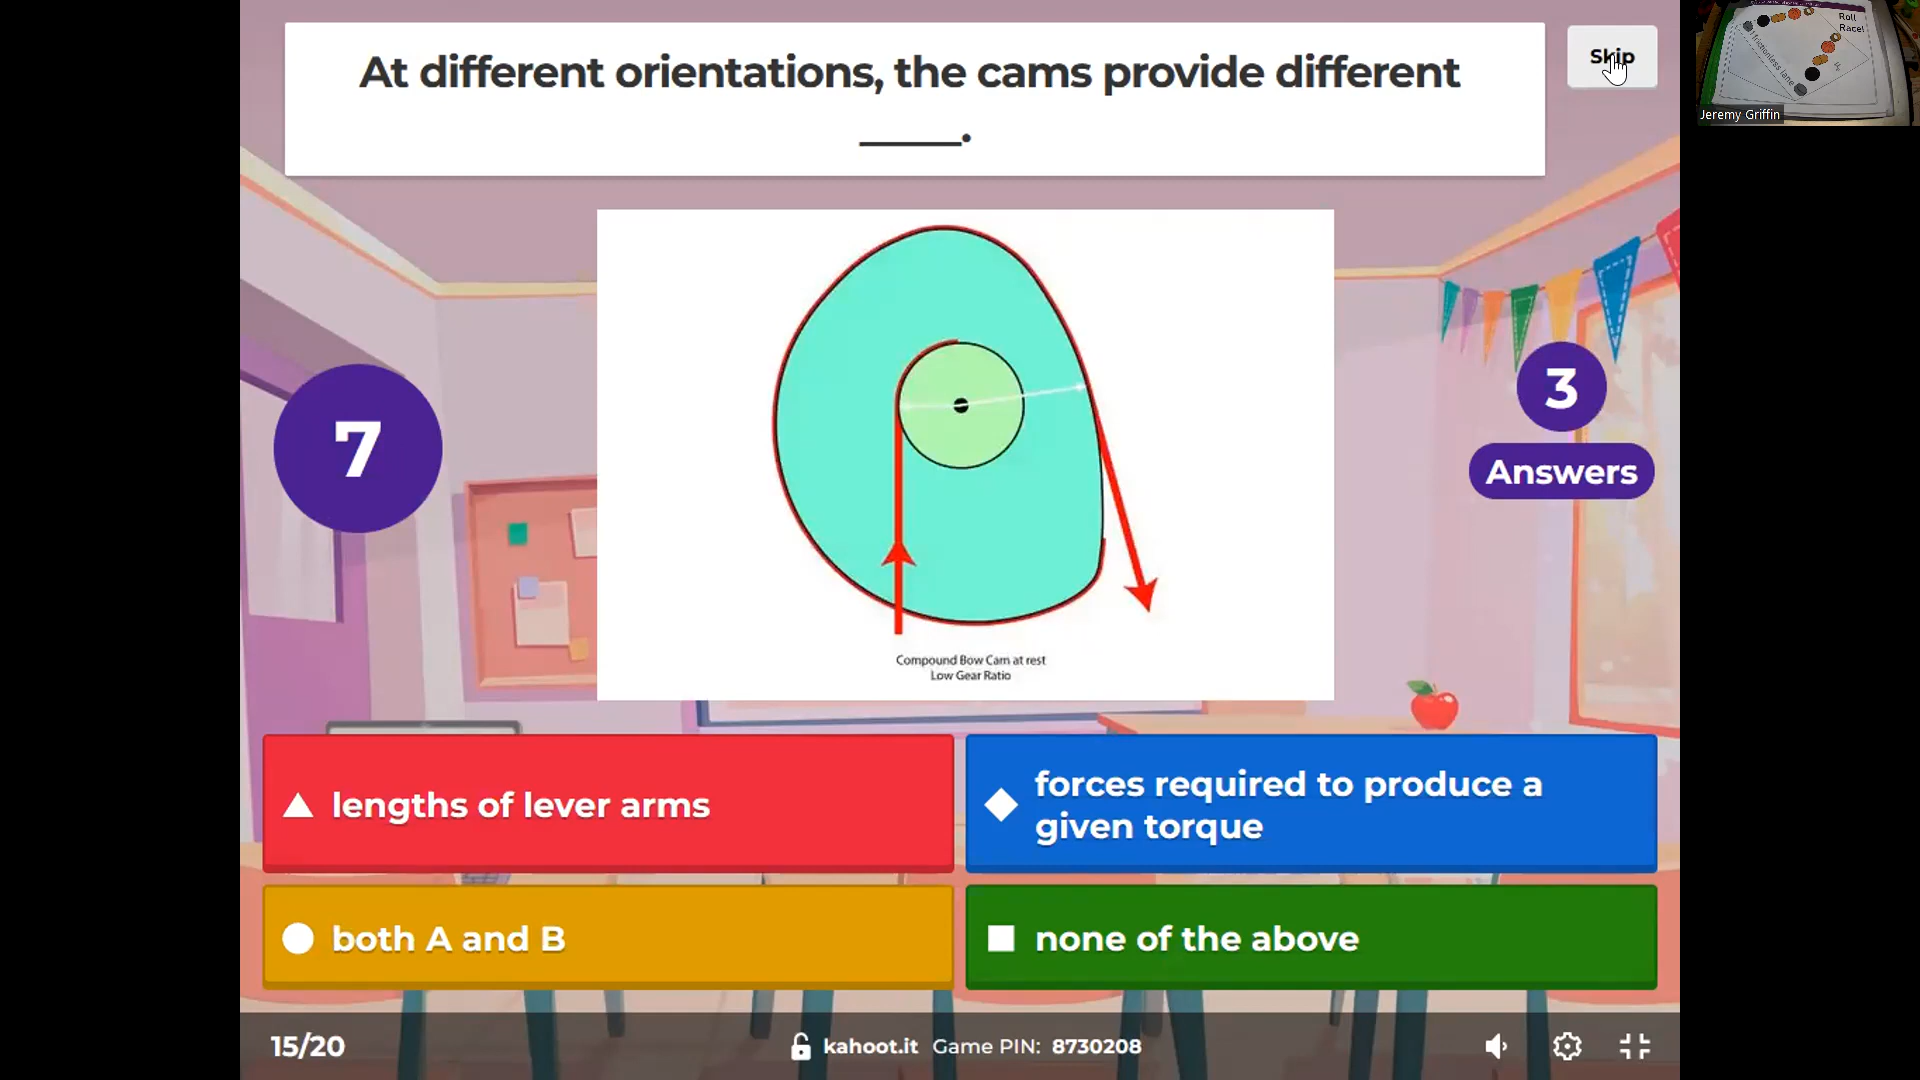 At different orientations, the cams provide different
_____.
Skip
Roll
Race!
frictionless lane
Jeremy Griffin
7
3
Answers
Compound Bow Cam at rest
Low Gear Ratio
lengths of lever arms
forces required to produce a
given torque
both A and B
none of the above
15/20
kahoot.it Game PIN: 8730208